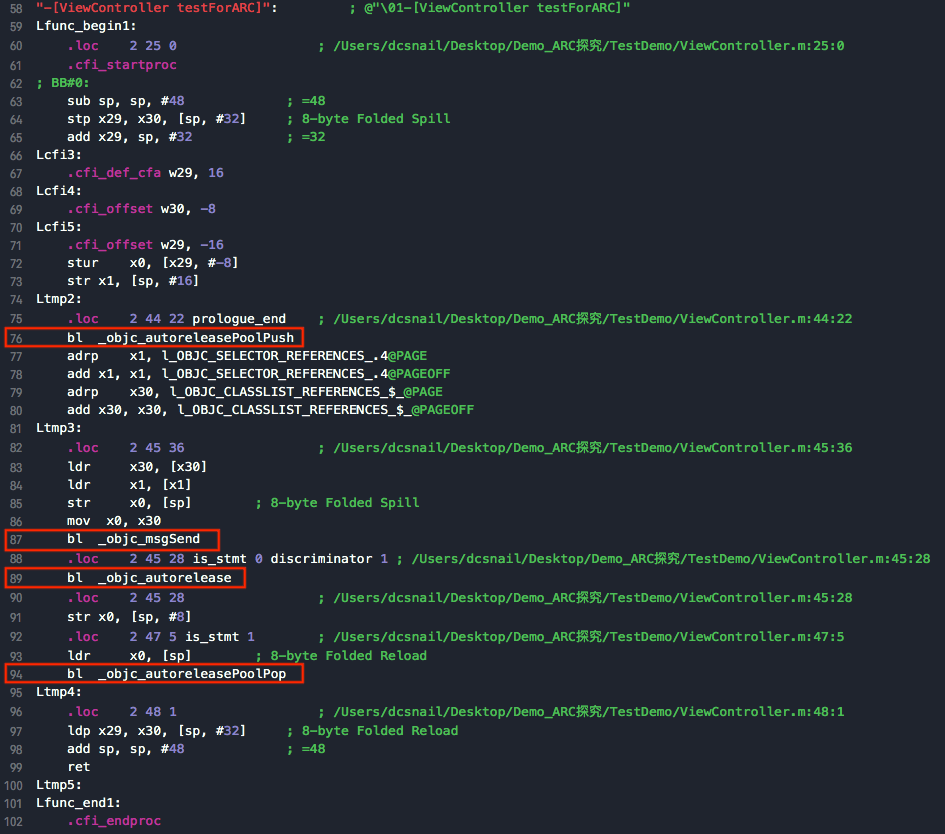 58 "-[ViewController testForARC]": ; @"\01-[ViewController testForARC]"
59 Lfunc_begin1:
60 .loc 2 25 0 ; /Users/dcsnail/Desktop/Demo_ARC探究/TestDemo/ViewController.m:25:0
61 .cfi_startproc
62 ; BB#0:
63 sub sp, sp, #48 ; =48
64 stp x29, x30, [sp, #32] ; 8-byte Folded Spill
65 add x29, sp, #32 ; =32
66 Lcfi3:
67 .cfi_def_cfa w29, 16
68 Lcfi4:
69 .cfi_offset w30, -8
70 Lcfi5:
71 .cfi_offset w29, -16
72 stur x0, [x29, #-8]
73 str x1, [sp, #16]
74 Ltmp2:
75 .loc 2 44 22 prologue_end ; /Users/dcsnail/Desktop/Demo_ARC探究/TestDemo/ViewController.m:44:22
76 bl _objc_autoreleasePoolPush
77 adrp x1, l_OBJC_SELECTOR_REFERENCES_.4@PAGE
78 add x1, x1, l_OBJC_SELECTOR_REFERENCES_.4@PAGEOFF
79 adrp x30, l_OBJC_CLASSLIST_REFERENCES_$_@PAGE
80 add x30, x30, l_OBJC_CLASSLIST_REFERENCES_$_@PAGEOFF
81 Ltmp3:
82 .loc 2 45 36 ; /Users/dcsnail/Desktop/Demo_ARC探究/TestDemo/ViewController.m:45:36
83 ldr x30, [x30]
84 ldr x1, [x1]
85 str x0, [sp] ; 8-byte Folded Spill
86 mov x0, x30
87 bl _objc_msgSend
88 .loc 2 45 28 is_stmt 0 discriminator 1 ; /Users/dcsnail/Desktop/Demo_ARC探究/TestDemo/ViewController.m:45:28
89 bl _objc_autorelease
90 .loc 2 45 28 ; /Users/dcsnail/Desktop/Demo_ARC探究/TestDemo/ViewController.m:45:28
91 str x0, [sp, #8]
92 .loc 2 47 5 is_stmt 1 ; /Users/dcsnail/Desktop/Demo_ARC探究/TestDemo/ViewController.m:47:5
93 ldr x0, [sp] ; 8-byte Folded Reload
94 bl _objc_autoreleasePoolPop
95 Ltmp4:
96 .loc 2 48 1 ; /Users/dcsnail/Desktop/Demo_ARC探究/TestDemo/ViewController.m:48:1
97 ldp x29, x30, [sp, #32] ; 8-byte Folded Reload
98 add sp, sp, #48 ; =48
99 ret
100 Ltmp5:
101 Lfunc_end1:
102 .cfi_endproc